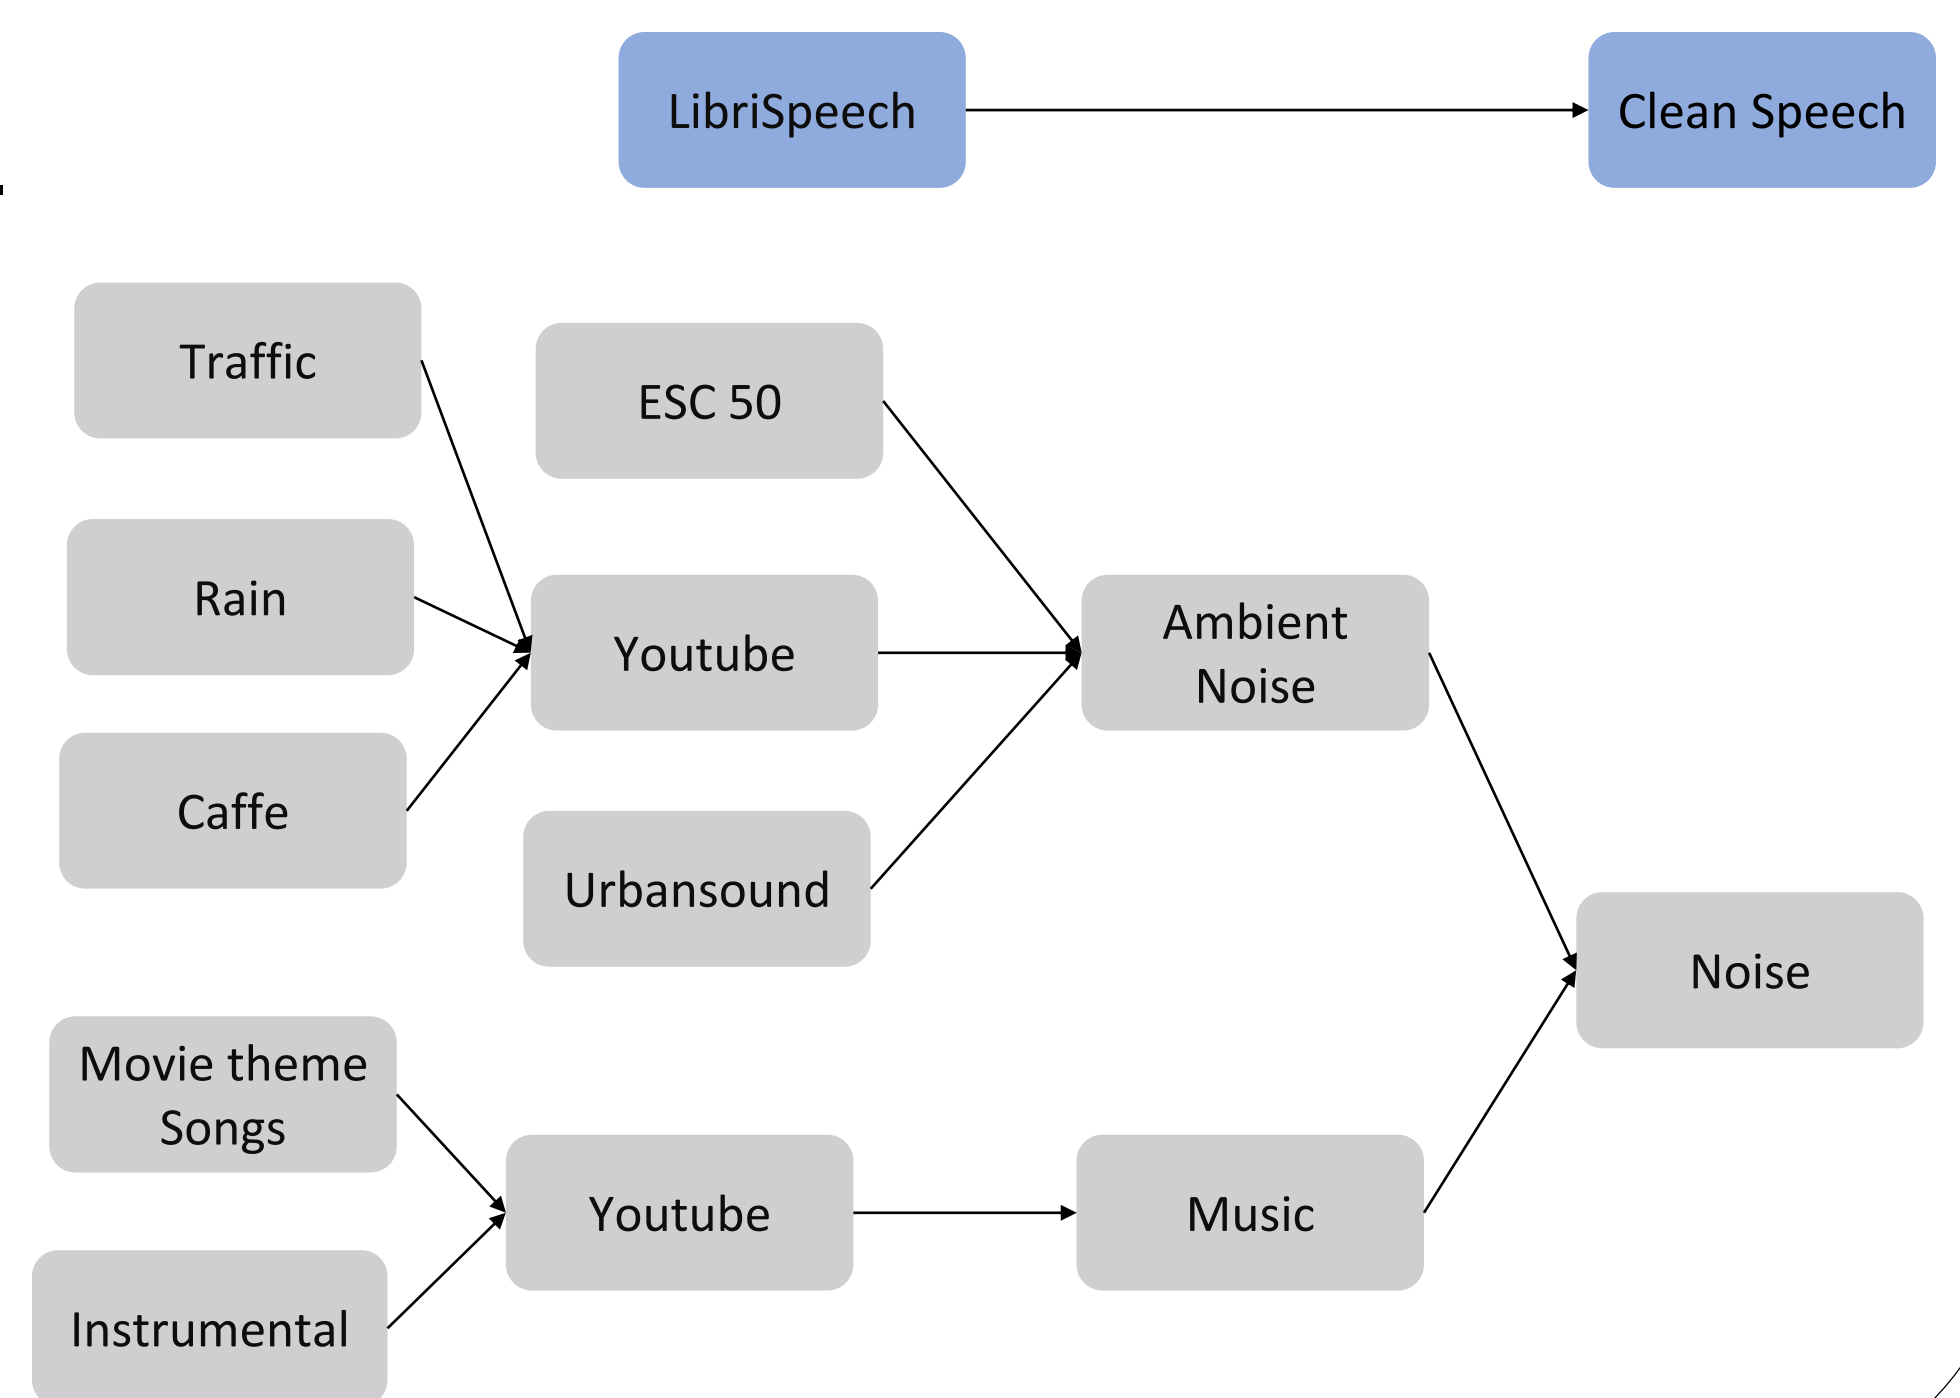 LibriSpeech
Clean Speech
Traffic
ESC 50
Rain
Youtube
Ambient
Noise
Caffe
Urbansound
Noise
Movie theme
Songs
Youtube
Music
Instrumental